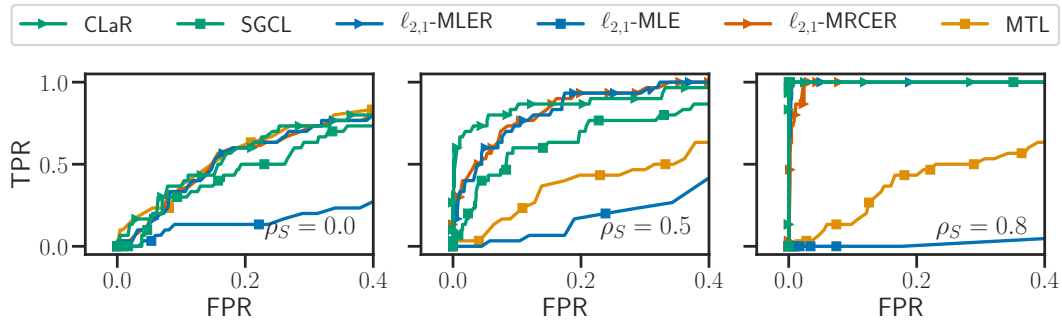 CLaR SGCL ℓ2,1-MLER ℓ2,1-MLE ℓ2,1-MRCER MTL
TPR
1.0
0.5
0.0
ρS = 0.0
0.0 0.2 0.4
FPR
ρS = 0.5
0.0 0.2 0.4
FPR
ρS = 0.8
0.0 0.2 0.4
FPR